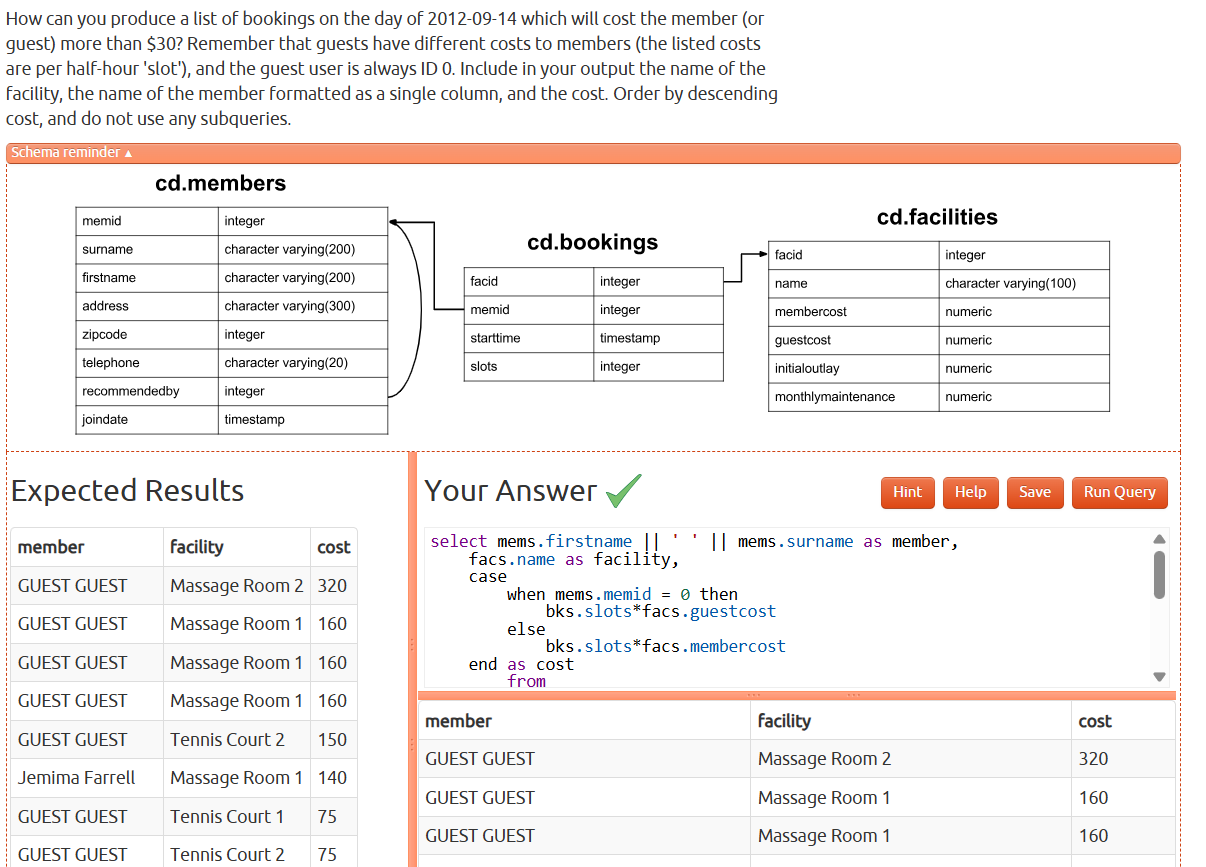 How can you produce a list of bookings on the day of 2012-09-14 which will cost the member (or
guest) more than $30? Remember that guests have different costs to members (the listed costs
are per half-hour 'slot'), and the guest user is always ID 0. Include in your output the name of the
facility, the name of the member formatted as a single column, and the cost. Order by descending
cost, and do not use any subqueries.
Schema reminder ▲
cd.members
memid integer
surname character varying(200)
firstname character varying(200)
address character varying(300)
zipcode integer
telephone character varying(20)
recommendedby integer
joindate timestamp
cd.bookings
facid integer
memid integer
starttime timestamp
slots integer
cd.facilities
facid integer
name character varying(100)
membercost numeric
guestcost numeric
initialoutlay numeric
monthlymaintenance numeric
Expected Results
member facility cost
GUEST GUEST Massage Room 2 320
GUEST GUEST Massage Room 1 160
GUEST GUEST Massage Room 1 160
GUEST GUEST Massage Room 1 160
GUEST GUEST Tennis Court 2 150
Jemima Farrell Massage Room 1 140
GUEST GUEST Tennis Court 1 75
GUEST GUEST Tennis Court 2 75
Your Answer
Hint Help Save Run Query
select mems.firstname || ' ' || mems.surname as member,
facs.name as facility,
case
when mems.memid = 0 then
bks.slots*facs.guestcost
else
bks.slots*facs.membercost
end as cost
from
member facility cost
GUEST GUEST Massage Room 2 320
GUEST GUEST Massage Room 1 160
GUEST GUEST Massage Room 1 160